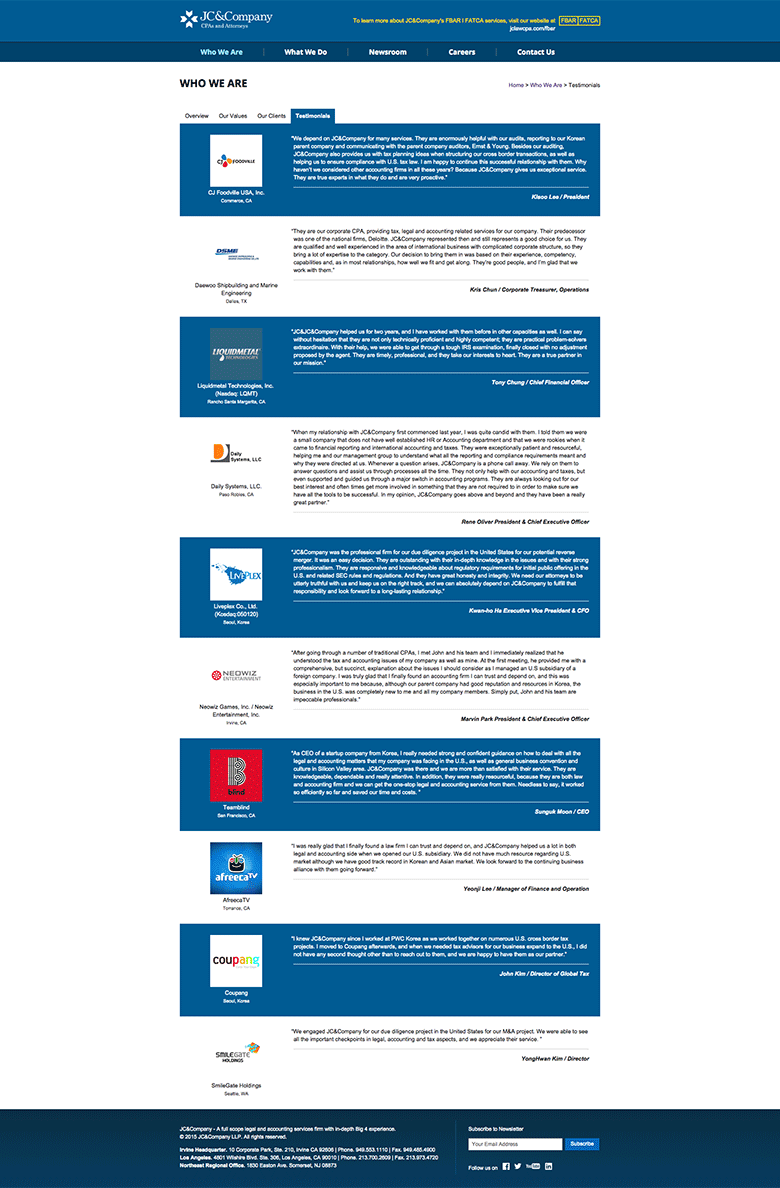 JC&Company
CPAs and Attorneys
To learn more about JC&Company's FBAR I FATCA services, visit our website at
jclawcpa.com/fbar
FBAR FATCA
Who We Are
What We Do
Newsroom
Careers
Contact Us
WHO WE ARE
Home > Who We Are > Testimonials
Overview
Our Values
Our Clients
Testimonials
CJ FOODVILLE
CJ Foodville USA, Inc.
Commerce, CA
"We depend on JC&Company for many services. They are enormously helpful with our audits, reporting to our Korean
parent company and communicating with the parent company auditors, Ernst & Young. Besides our auditing,
JC&Company also provides us with tax planning ideas when structuring our cross border transactions, as well as
helping us to ensure compliance with U.S. tax law. I am happy to continue this successful relationship with them. Why
haven't we considered other accounting firms in all these years? Because JC&Company gives us exceptional service.
They are true experts in what they do and are very proactive."
Kisoo Lee / President
DSME
Daewoo Shipbuilding and Marine
Engineering
Dallas, TX
"They are our corporate CPA, providing tax, legal and accounting related services for our company. Their predecessor
was one of the national firms, Deloitte. JC&Company represented then and still represents a good choice for us. They
are qualified and well experienced in the area of international business with complicated corporate structure, so they
bring a lot of expertise to the category. Our decision to bring them in was based on their experience, competency,
capabilities and, as in most relationships, how well we fit and get along. They're good people, and I'm glad that we
work with them."
Kris Chun / Corporate Treasurer, Operations
LIQUIDMETAL
TECHNOLOGIES
Liquidmetal Technologies, Inc.
(Nasdaq: LQMT)
Rancho Santa Margarita, CA
"JC&JC&Company helped us for two years, and I have worked with them before in other capacities as well. I can say
without hesitation that they are not only technically proficient and highly competent; they are practical problem-solvers
extraordinaire. With their help, we were able to get through a tough IRS examination, finally closed with no adjustment
proposed by the agent. They are timely, professional, and they take our interests to heart. They are a true partner in
our mission."
Tony Chung / Chief Financial Officer
Daily
Systems, LLC
Daily Systems, LLC.
Paso Robles, CA
"When my relationship with JC&Company first commenced last year, I was quite candid with them. I told them we were
a small company that does not have well established HR or Accounting department and that we were rookies when it
came to financial reporting and international accounting and taxes. They were exceptionally patient and resourceful,
helping me and our management group to understand what all the reporting and compliance requirements meant and
why they were directed at us. Whenever a question arises, JC&Company is a phone call away. We rely on them to
answer questions and assist us through processes all the time. They not only help with our accounting and taxes, but
even supported and guided us through a major switch in accounting programs. They are always looking out for our
best interest and often times get more involved in something that they are not required to in order to make sure we
have all the tools to be successful. In my opinion, JC&Company goes above and beyond and they have been a really
great partner."
Rene Oliver President & Chief Executive Officer
LIVEPLEX
Liveplex Co., Ltd.
(Kosdaq:050120)
Seoul, Korea
"JC&Company was the professional firm for our due diligence project in the United States for our potential reverse
merger. It was an easy decision. They are outstanding with their in-depth knowledge in the issues and with their strong
professionalism. They are responsive and knowledgeable about regulatory requirements for initial public offering in the
U.S. and related SEC rules and regulations. And they have great honesty and integrity. We need our attorneys to be
utterly truthful with us and keep us on the right track, and we can absolutely depend on JC&Company to fulfill that
responsibility and look forward to a long-lasting relationship."
Kwan-ho Ha Executive Vice President & CFO
NEOWIZ
ENTERTAINMENT
Neowiz Games, Inc. / Neowiz
Entertainment, Inc.
Irvine, CA
"After going through a number of traditional CPAs, I met John and his team and I immediately realized that he
understood the tax and accounting issues of my company as well as mine. At the first meeting, he provided me with a
comprehensive, but succinct, explanation about the issues I should consider as I managed an U.S subsidiary of a
foreign company. I was truly glad that I finally found an accounting firm I can trust and depend on, and this was
especially important to me because, although our parent company had good reputation and resources in Korea, the
business in the U.S. was completely new to me and all my company members. Simply put, John and his team are
impeccable professionals."
Marvin Park President & Chief Executive Officer
blind
Teamblind
San Francisco, CA
"As CEO of a startup company from Korea, I really needed strong and confident guidance on how to deal with all the
legal and accounting matters that my company was facing in the U.S., as well as general business convention and
culture in Silicon Valley area. JC&Company was there and we are more than satisfied with their service. They are
knowledgeable, dependable and really attentive. In addition, they were really resourceful, because they are both law
and accounting firm and we can get the one-stop legal and accounting service from them. Needless to say, it worked
so efficiently so far and saved our time and costs. "
Sunguk Moon / CEO
afreecaTV
AfreecaTV
Torrance, CA
"I was really glad that I finally found a law firm I can trust and depend on, and JC&Company helped us a lot in both
legal and accounting side when we opened our U.S. subsidiary. We did not have much resource regarding U.S.
market although we have good track record in Korean and Asian market. We look forward to the continuing business
alliance with them going forward."
Yeonji Lee / Manager of Finance and Operation
coupang
Coupang
Seoul, Korea
"I knew JC&Company since I worked at PWC Korea as we worked together on numerous U.S. cross border tax
projects. I moved to Coupang afterwards, and when we needed tax advisors for our business expand to the U.S., I did
not have any second thought other than to reach out to them, and we are happy to have them as our partner."
John Kim / Director of Global Tax
SMILEGATE
HOLDINGS
SmileGate Holdings
Seattle, WA
"We engaged JC&Company for our due diligence project in the United States for our M&A project. We were able to see
all the important checkpoints in legal, accounting and tax aspects, and we appreciate their service. "
YongHwan Kim / Director
JC&Company - A full scope legal and accounting services firm with in-depth Big 4 experience.
© 2015 JC&Company LLP. All rights reserved.
Irvine Headquarter. 10 Corporate Park, Ste. 210, Irvine CA 92606 | Phone. 949.553.1110 | Fax. 949.486.4900
Los Angeles. 4801 Wilshire Blvd. Ste. 306, Los Angeles, CA 90010 | Phone. 213.700.2609 | Fax. 213.973.4720
Northeast Regional Office. 1830 Easton Ave. Somerset, NJ 08873
Subscribe to Newsletter
Your Email Address
Subscribe
Follow us on